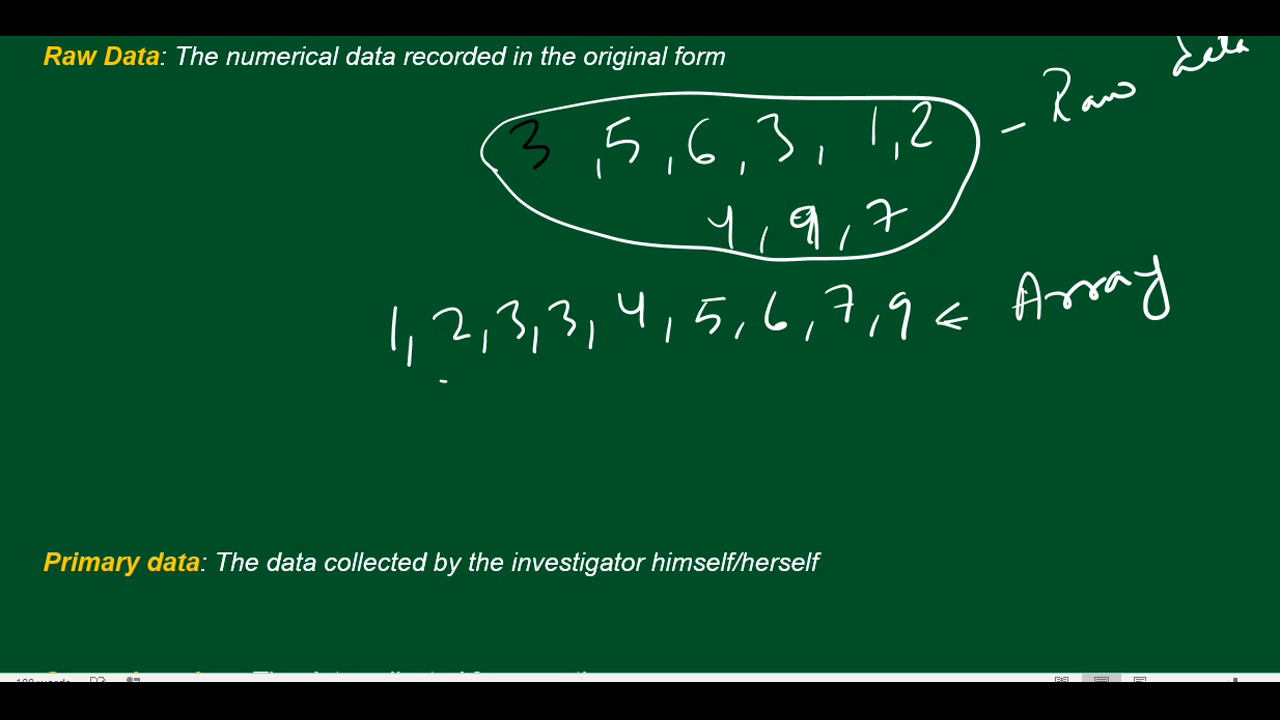 Raw Data: The numerical data recorded in the original form
3 , 5 , 6 , 3 , 1 , 2 - Raw Data
4 , 9 , 7
1 , 2 , 3 , 3 , 4 , 5 , 6 , 7 , 9 ← Array
Primary data: The data collected by the investigator himself/herself